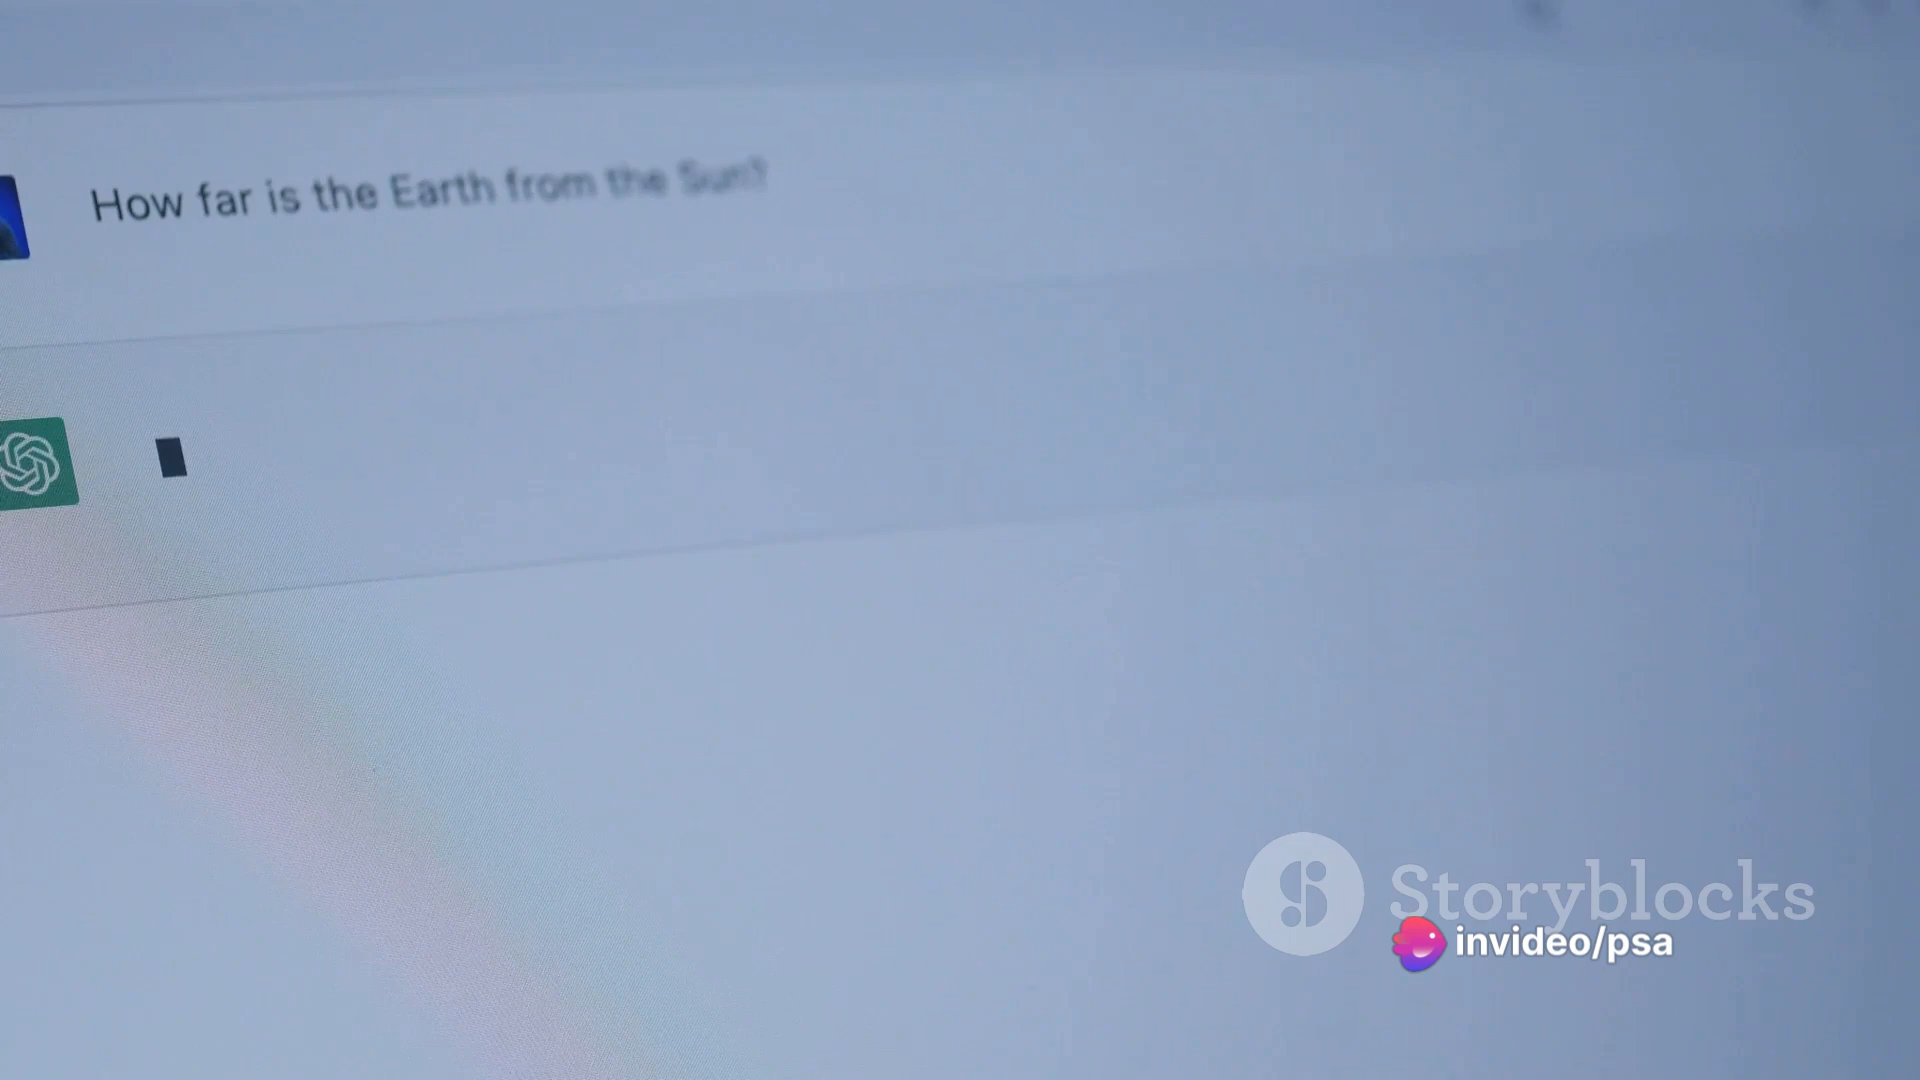 How far is the Earth from the Sun?
Storyblocks
invideo/psa